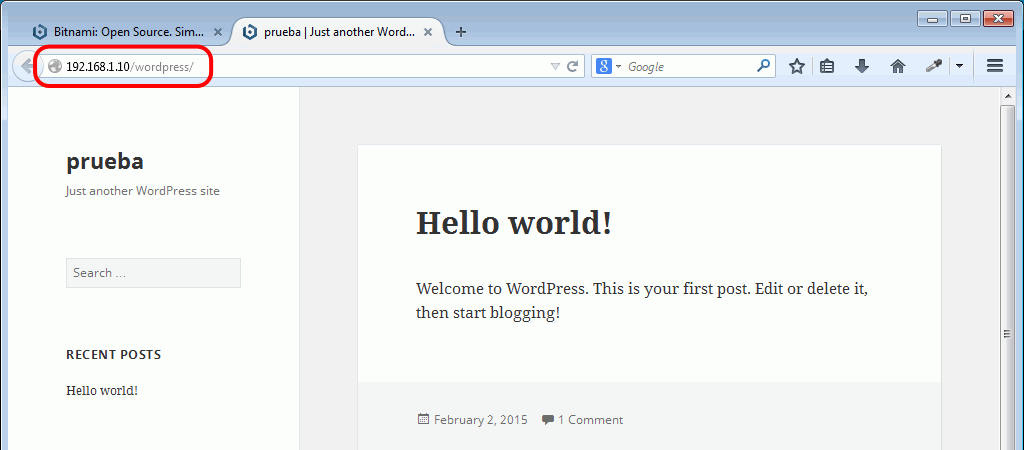 Bitnami: Open Source. Sim...
prueba | Just another Word...
192.168.1.10/wordpress/
8
Google
prueba
Just another WordPress site
Search ...
RECENT POSTS
Hello world!
Hello world!
Welcome to WordPress. This is your first post. Edit or delete it,
then start blogging!
February 2, 2015
1 Comment